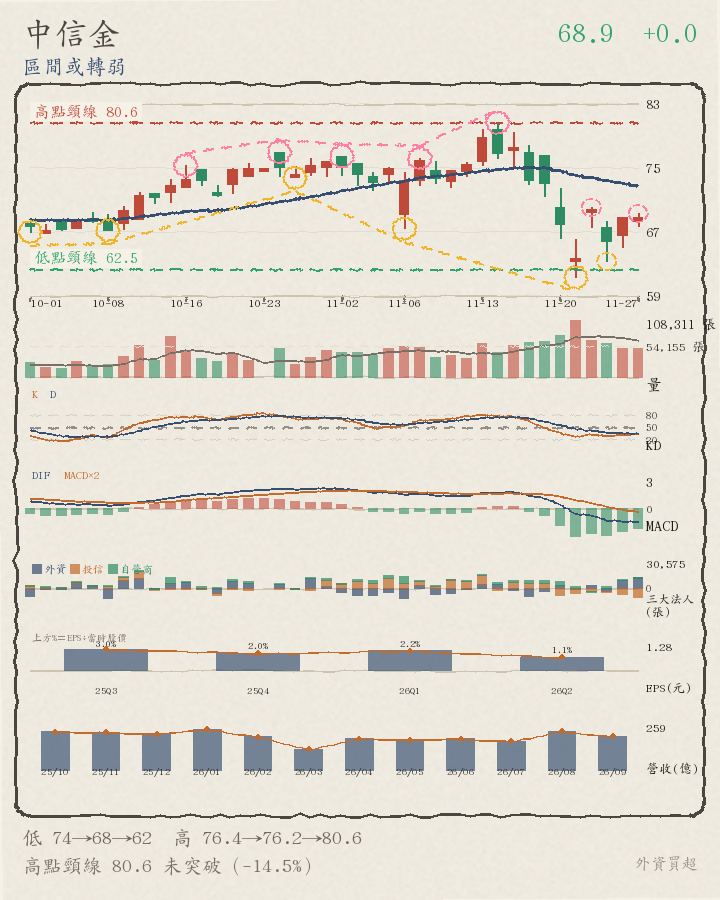 中信金
68.9 +0.0
區間或轉弱
高點頸線 80.6
83
75
67
低點頸線 62.5
59
10-01 10-08 10-16 10-23 11-02 11-06 11-13 11-20 11-27
108,311 張
54,155 張
量
K D
80
50
20
KD
DIF MACD×2
3
0
MACD
外資 投信 自營商
30,575
0
三大法人
(張)
上方%=EPS÷當時股價
3.0% 2.0% 2.2% 1.1%
1.28
25Q3 25Q4 26Q1 26Q2
EPS(元)
259
25/10 25/11 25/12 26/01 26/02 26/03 26/04 26/05 26/06 26/07 26/08 26/09
營收(億)
低 74→68→62 高 76.4→76.2→80.6
高點頸線 80.6 未突破 (-14.5%)
外資買超